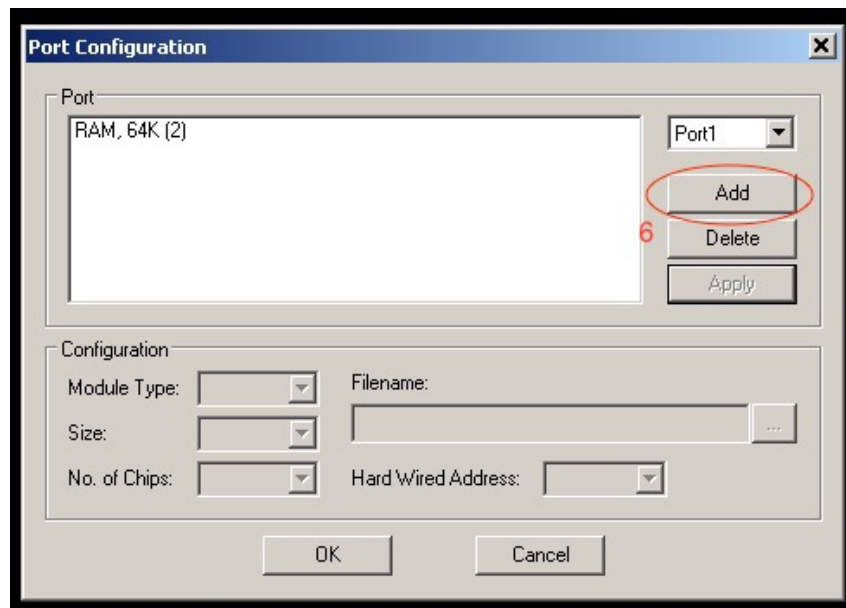 Port Configuration
Port
RAM, 64K (2)
Port1
Add
6
Delete
Apply
Configuration
Module Type:
Filename:
Size:
...
No. of Chips:
Hard Wired Address:
OK
Cancel